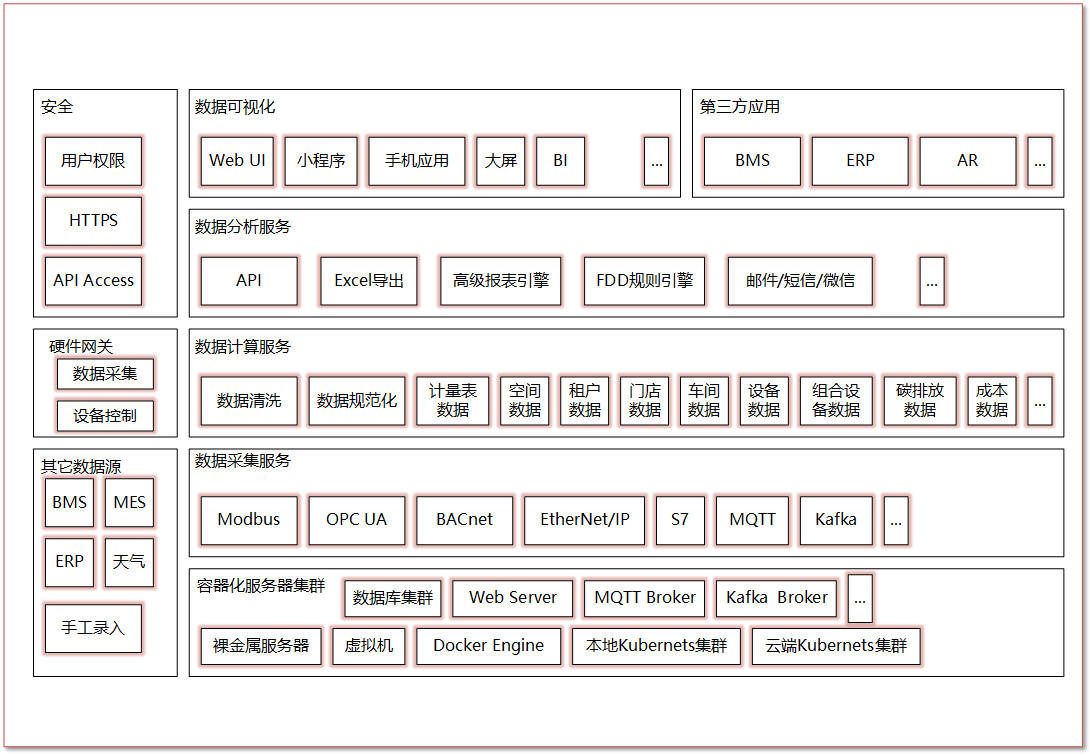 安全
用户权限
HTTPS
API Access
数据可视化
Web UI
小程序
手机应用
大屏
BI
...
第三方应用
BMS
ERP
AR
...
数据分析服务
API
Excel导出
高级报表引擎
FDD规则引擎
邮件/短信/微信
...
硬件网关
数据采集
设备控制
数据计算服务
数据清洗
数据规范化
计量表
数据
空间
数据
租户
数据
门店
数据
车间
数据
设备
数据
组合设
备数据
碳排放
数据
成本
数据
...
其它数据源
BMS
MES
ERP
天气
手工录入
数据采集服务
Modbus
OPC UA
BACnet
EtherNet/IP
S7
MQTT
Kafka
...
容器化服务器集群
数据库集群
Web Server
MQTT Broker
Kafka Broker
...
裸金属服务器
虚拟机
Docker Engine
本地Kubernets集群
云端Kubernets集群